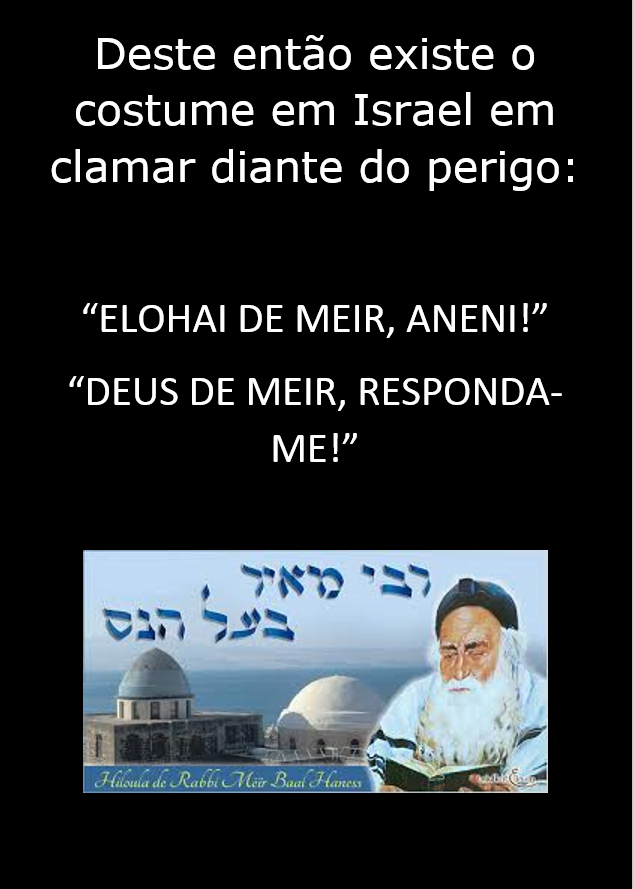 Deste então existe o
costume em Israel em
clamar diante do perigo:
“ELOHAI DE MEIR, ANENI!”
“DEUS DE MEIR, RESPONDA-
ME!”
רבי מאיר
בעל הנס
Hiloula de Rabbi Meïr Baal Haness